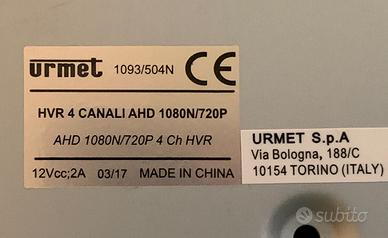 urmet 1093/504N CE
HVR 4 CANALI AHD 1080N/720P
AHD 1080N/720P 4 Ch HVR
12Vcc;2A 03/17 MADE IN CHINA
URMET S.p.A
Via Bologna, 188/C
10154 TORINO (ITALY)
subito